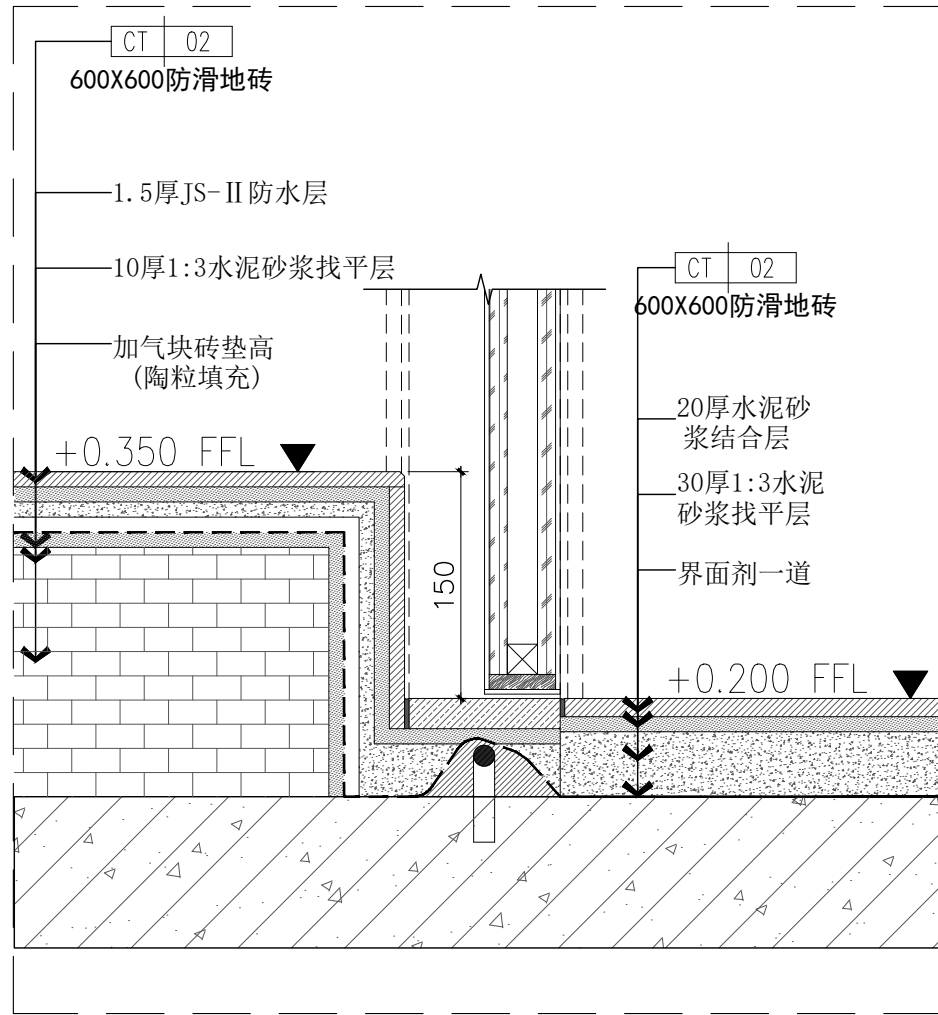 CT 02
600X600防滑地砖
1.5厚JS-Ⅱ防水层
10厚1:3水泥砂浆找平层
加气块砖垫高
(陶粒填充)
+0.350 FFL
150
CT 02
600X600防滑地砖
20厚水泥砂
浆结合层
30厚1:3水泥
砂浆找平层
界面剂一道
+0.200 FFL